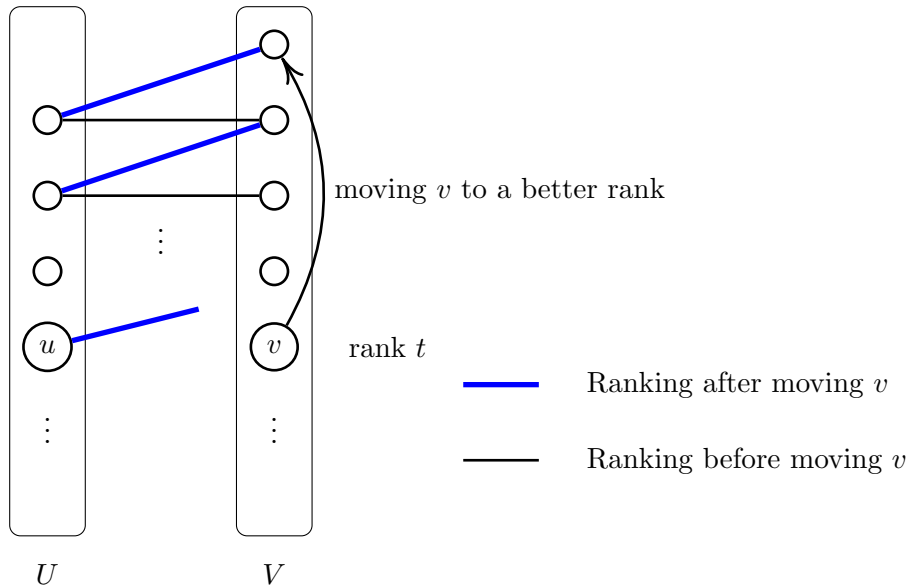 moving v to a better rank
⋮
u
v
rank t
Ranking after moving v
⋮
⋮
Ranking before moving v
U
V